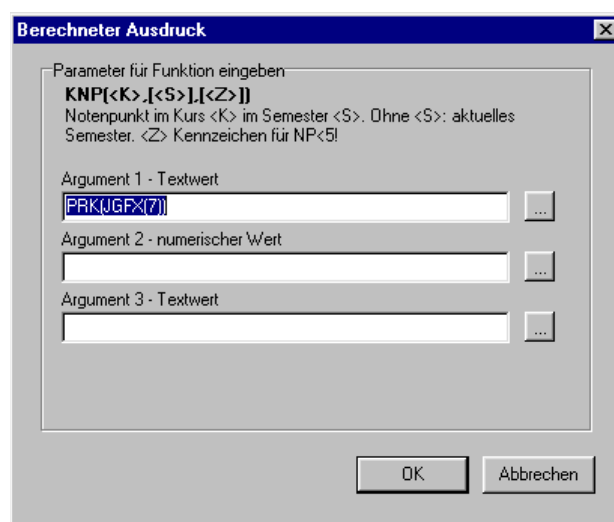 Berechneter Ausdruck
Parameter für Funktion eingeben
KNP(<K>,[<S>],[<Z>])
Notenpunkt im Kurs <K> im Semester <S>. Ohne <S>: aktuelles
Semester. <Z> Kennzeichen für NP<5!
Argument 1 - Textwert
PRK(JGFX(7))
...
Argument 2 - numerischer Wert
...
Argument 3 - Textwert
...
OK
Abbrechen